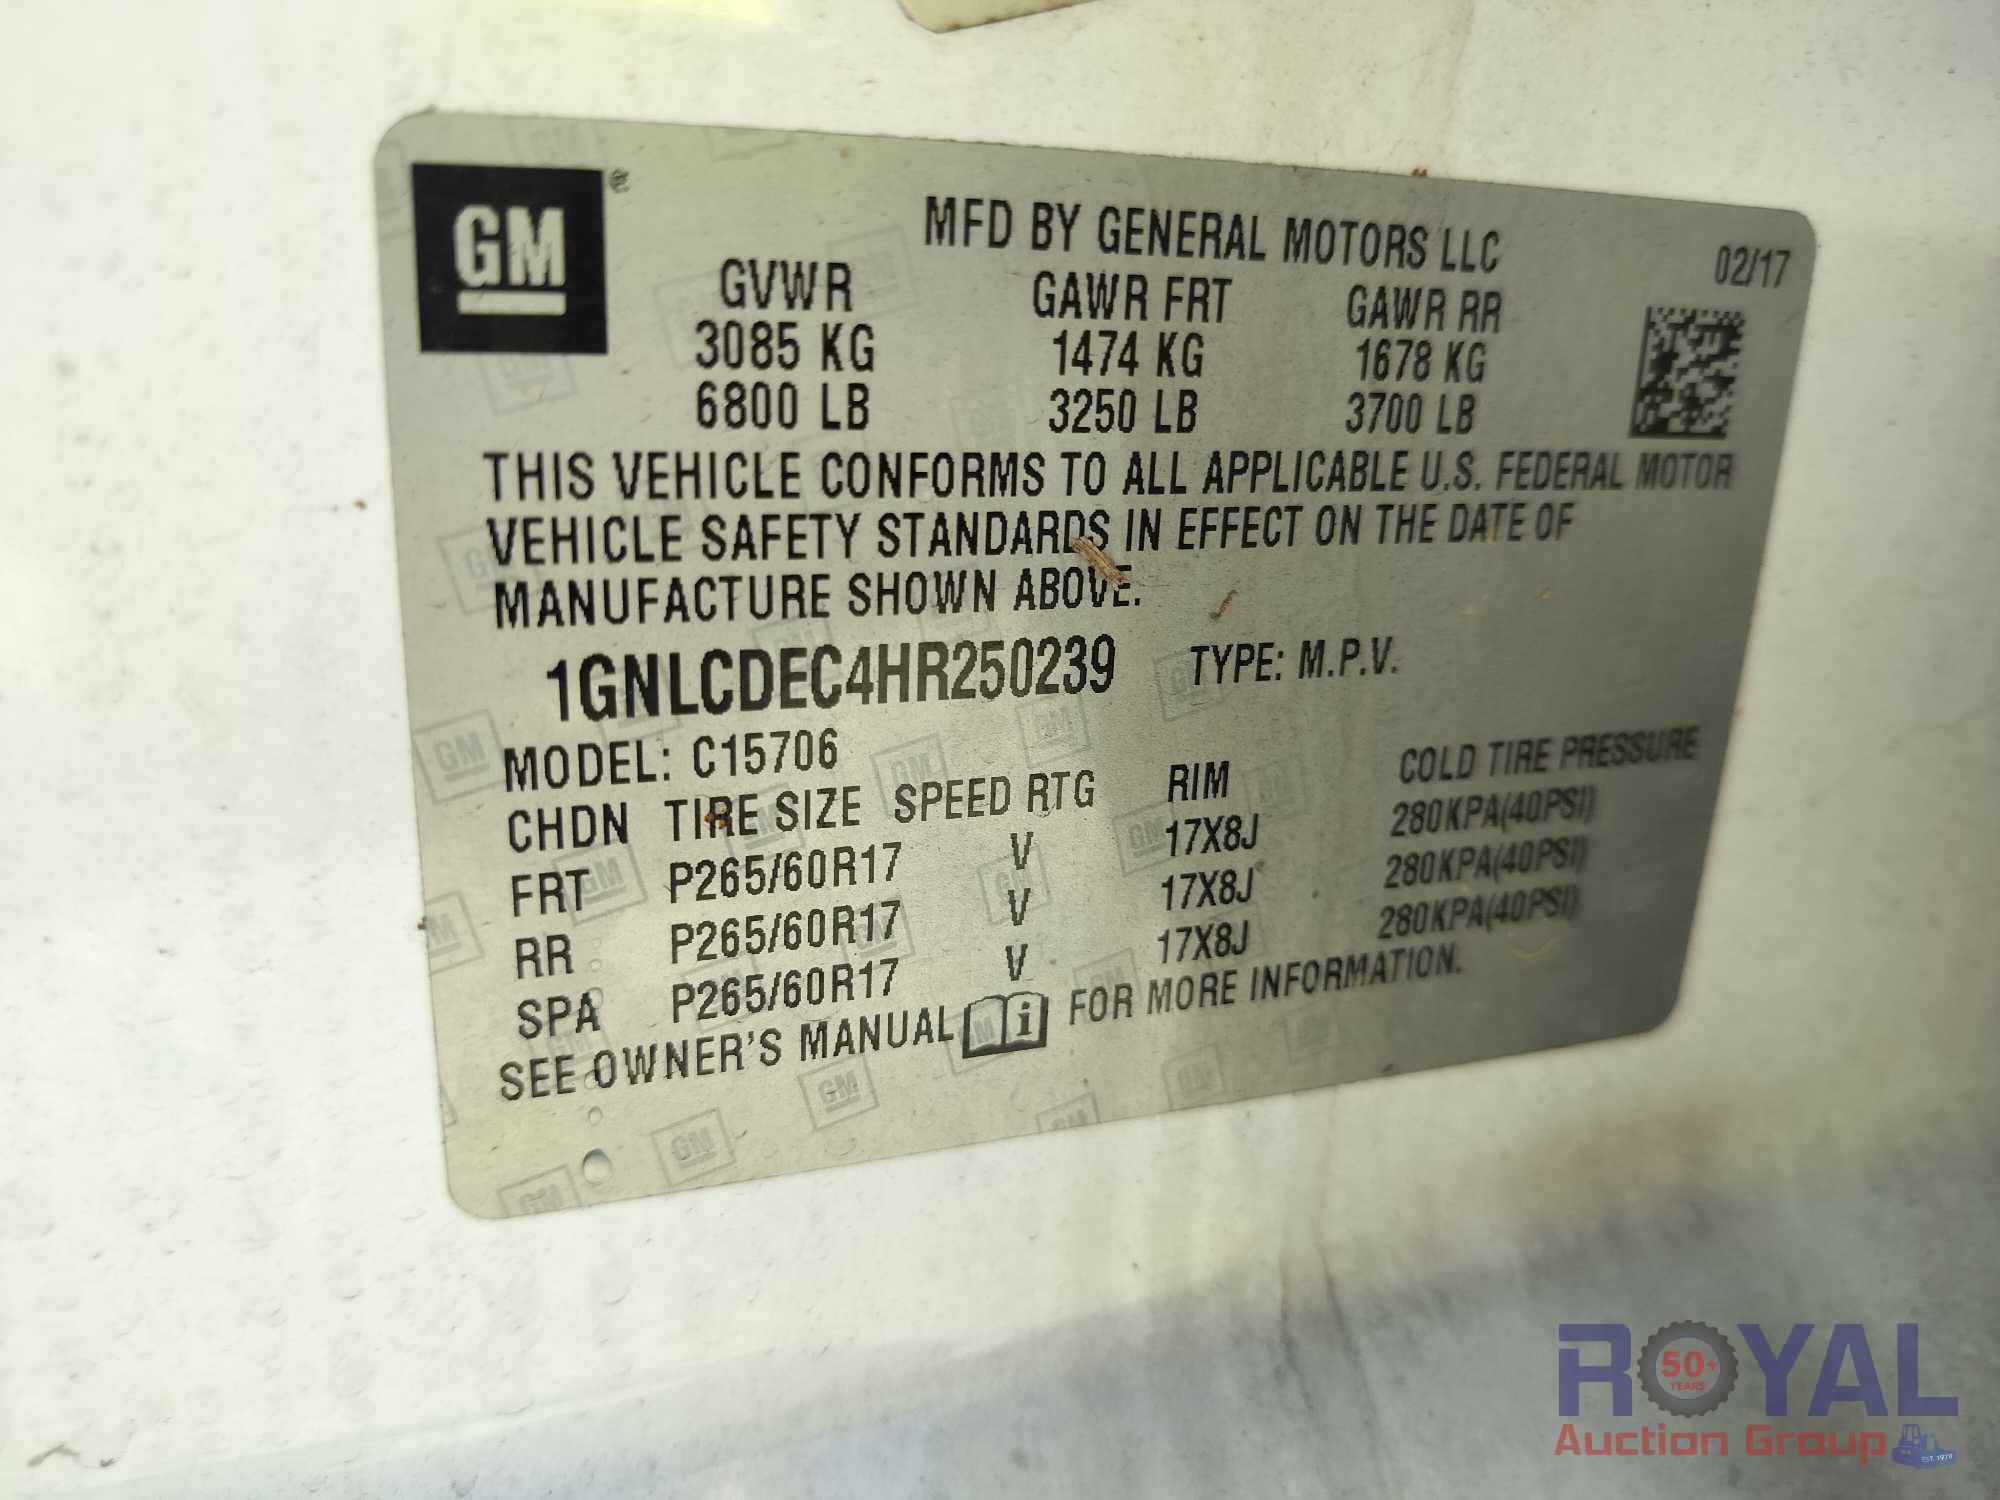 GM
MFD BY GENERAL MOTORS LLC
02/17
GVWR GAWR FRT GAWR RR
3085 KG 1474 KG 1678 KG
6800 LB 3250 LB 3700 LB
THIS VEHICLE CONFORMS TO ALL APPLICABLE U.S. FEDERAL MOTOR
VEHICLE SAFETY STANDARDS IN EFFECT ON THE DATE OF
MANUFACTURE SHOWN ABOVE.
1GNLCDEC4HR250239 TYPE: M.P.V.
MODEL: C15706
CHDN TIRE SIZE SPEED RTG RIM COLD TIRE PRESSURE
FRT P265/60R17 V 17X8J 280KPA(40PSI)
RR P265/60R17 V 17X8J 280KPA(40PSI)
SPA P265/60R17 V 17X8J 280KPA(40PSI)
SEE OWNER'S MANUAL i FOR MORE INFORMATION.
ROYAL
50+
YEARS
Auction Group
EST. 1970